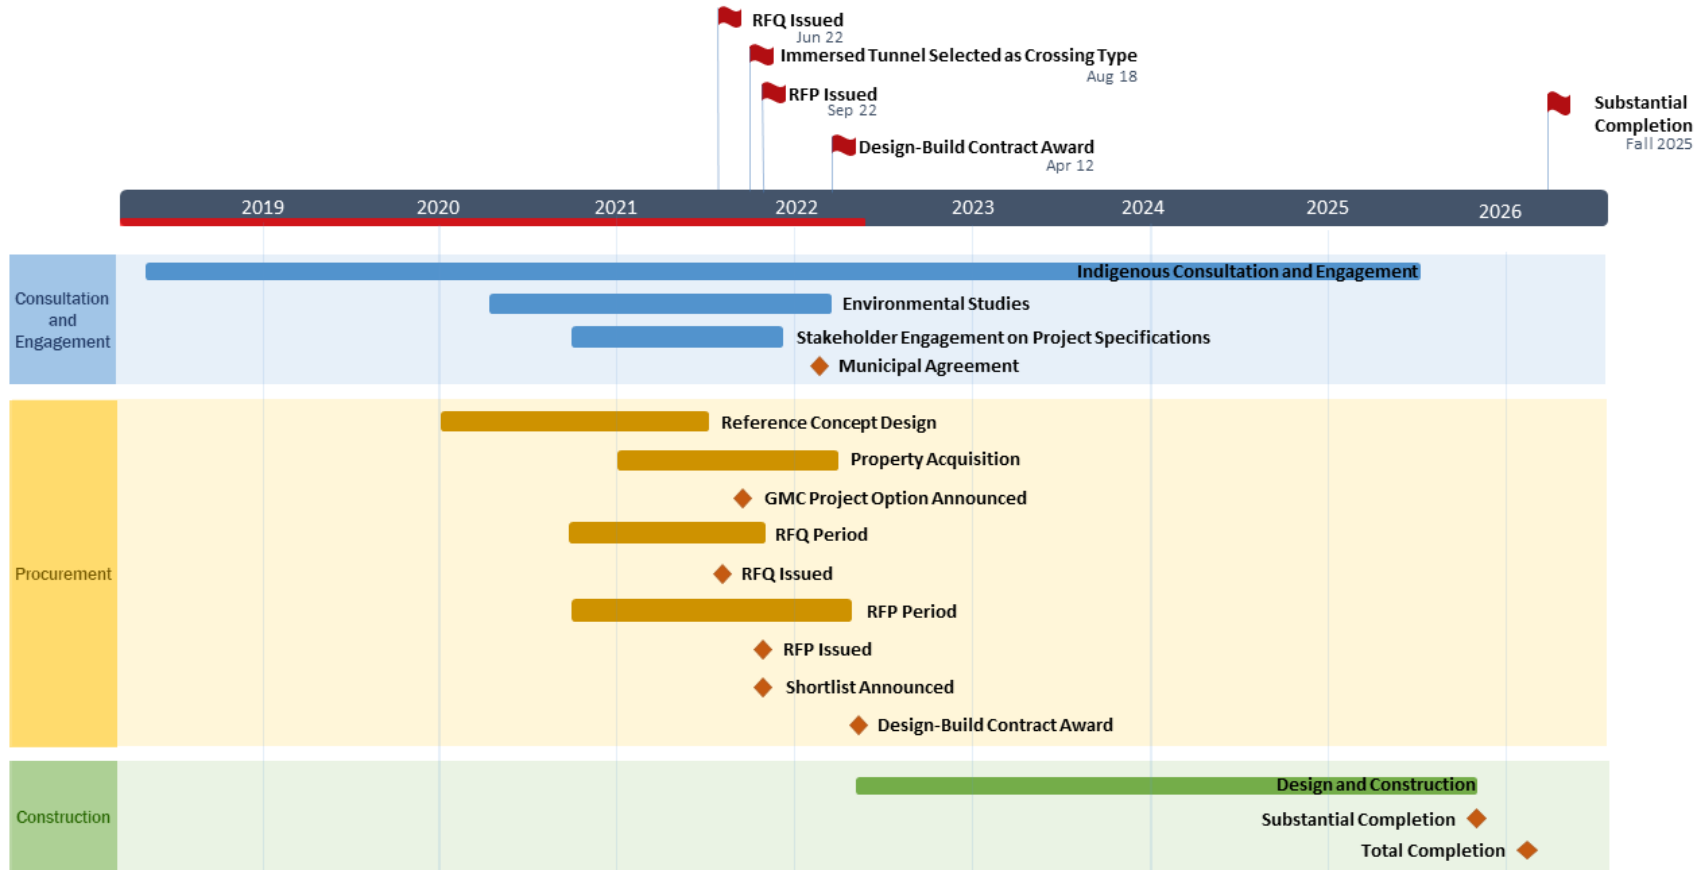 RFQ Issued
Jun 22
Immersed Tunnel Selected as Crossing Type
Aug 18
RFP Issued
Sep 22
Design-Build Contract Award
Apr 12
Substantial
Completion
Fall 2025
2019 2020 2021 2022 2023 2024 2025 2026
Consultation
and
Engagement
Indigenous Consultation and Engagement
Environmental Studies
Stakeholder Engagement on Project Specifications
Municipal Agreement
Procurement
Reference Concept Design
Property Acquisition
GMC Project Option Announced
RFQ Period
RFQ Issued
RFP Period
RFP Issued
Shortlist Announced
Design-Build Contract Award
Construction
Design and Construction
Substantial Completion
Total Completion